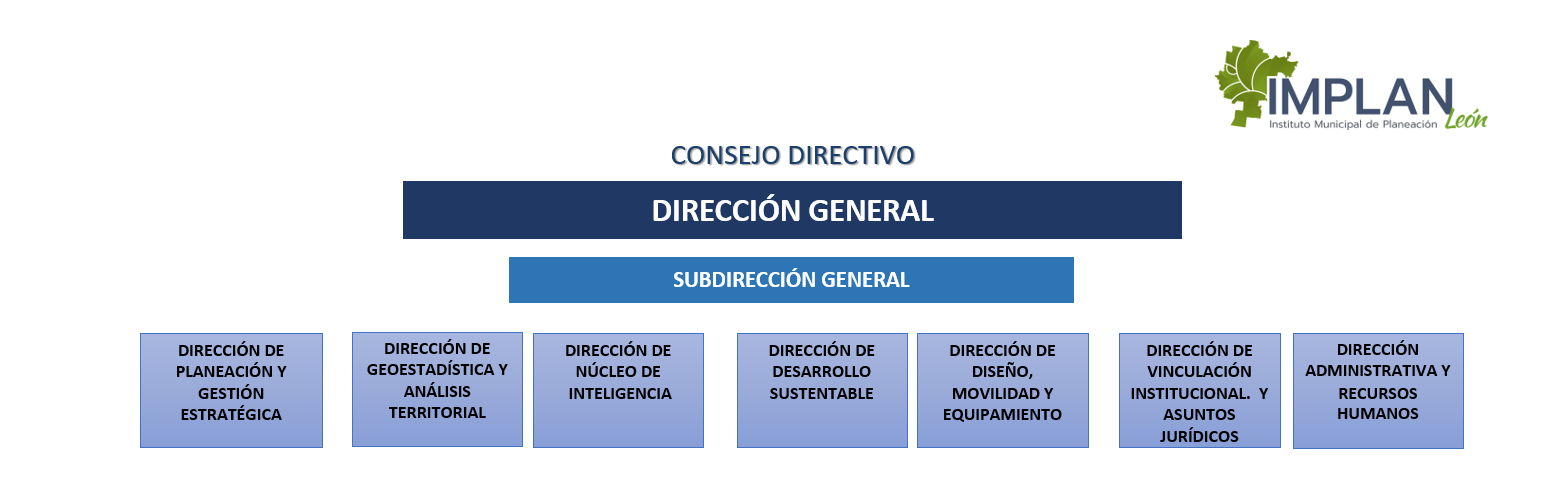 IMPLAN
Instituto Municipal de Planeación
León
CONSEJO DIRECTIVO
DIRECCIÓN GENERAL
SUBDIRECCIÓN GENERAL
DIRECCIÓN DE
PLANEACIÓN Y
GESTIÓN
ESTRATÉGICA
DIRECCIÓN DE
GEOESTADÍSTICA Y
ANÁLISIS
TERRITORIAL
DIRECCIÓN DE
NÚCLEO DE
INTELIGENCIA
DIRECCIÓN DE
DESARROLLO
SUSTENTABLE
DIRECCIÓN DE
DISEÑO,
MOVILIDAD Y
EQUIPAMIENTO
DIRECCIÓN DE
VINCULACIÓN
INSTITUCIONAL.  Y
ASUNTOS
JURÍDICOS
DIRECCIÓN
ADMINISTRATIVA Y
RECURSOS
HUMANOS